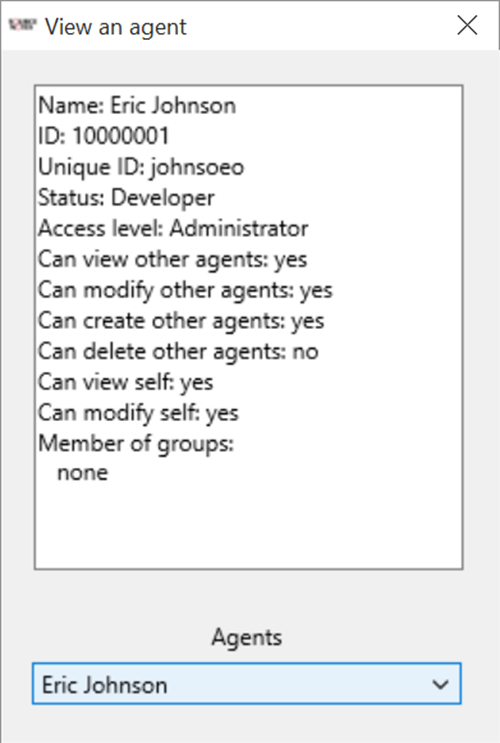 View an agent
Name: Eric Johnson
ID: 10000001
Unique ID: johnsoeo
Status: Developer
Access level: Administrator
Can view other agents: yes
Can modify other agents: yes
Can create other agents: yes
Can delete other agents: no
Can view self: yes
Can modify self: yes
Member of groups:
none
Agents
Eric Johnson